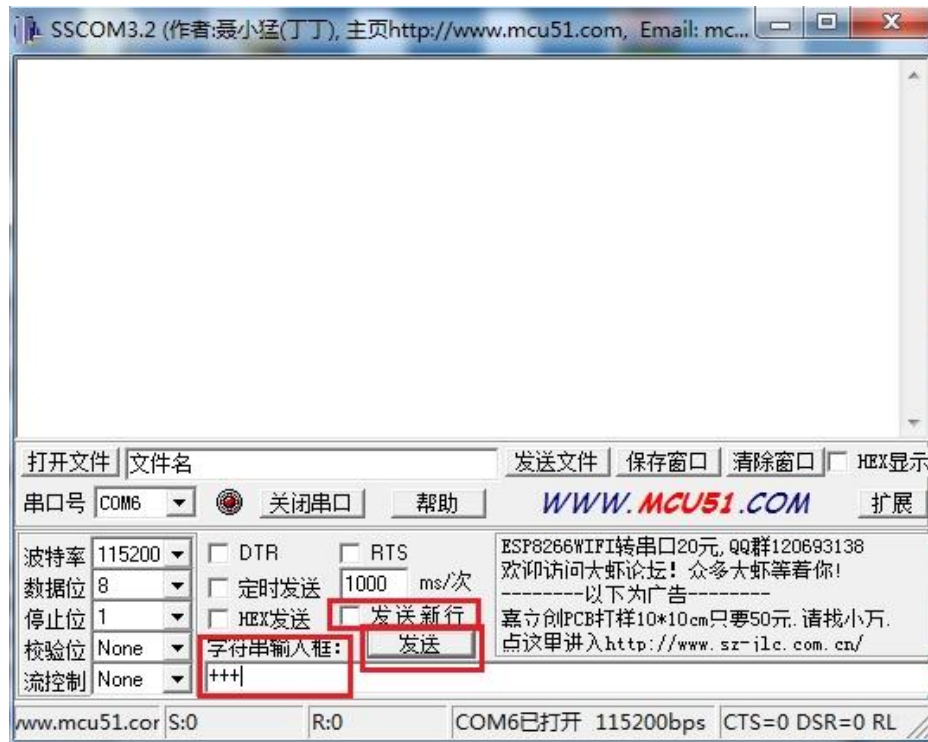 SSCOM3.2 (作者:聂小猛(丁丁), 主页http://www.mcu51.com, Email: mc...
打开文件 文件名 发送文件 保存窗口 清除窗口 HEX显示
串口号 COM6 关闭串口 帮助 WWW.MCU51.COM 扩展
波特率 115200 DTR RTS
数据位 8 定时发送 1000 ms/次
停止位 1 HEX发送 发送新行
校验位 None 字符串输入框: 发送
流控制 None +++
ESP8266WIFI转串口20元,QQ群120693138
欢迎访问大虾论坛! 众多大虾等着你!
--------以下为广告--------
嘉立创PCB打样10*10cm只要50元.请找小万.
点这里进入http://www.sz-jlc.com.cn/
www.mcu51.cor S:0 R:0 COM6已打开 115200bps CTS=0 DSR=0 RL